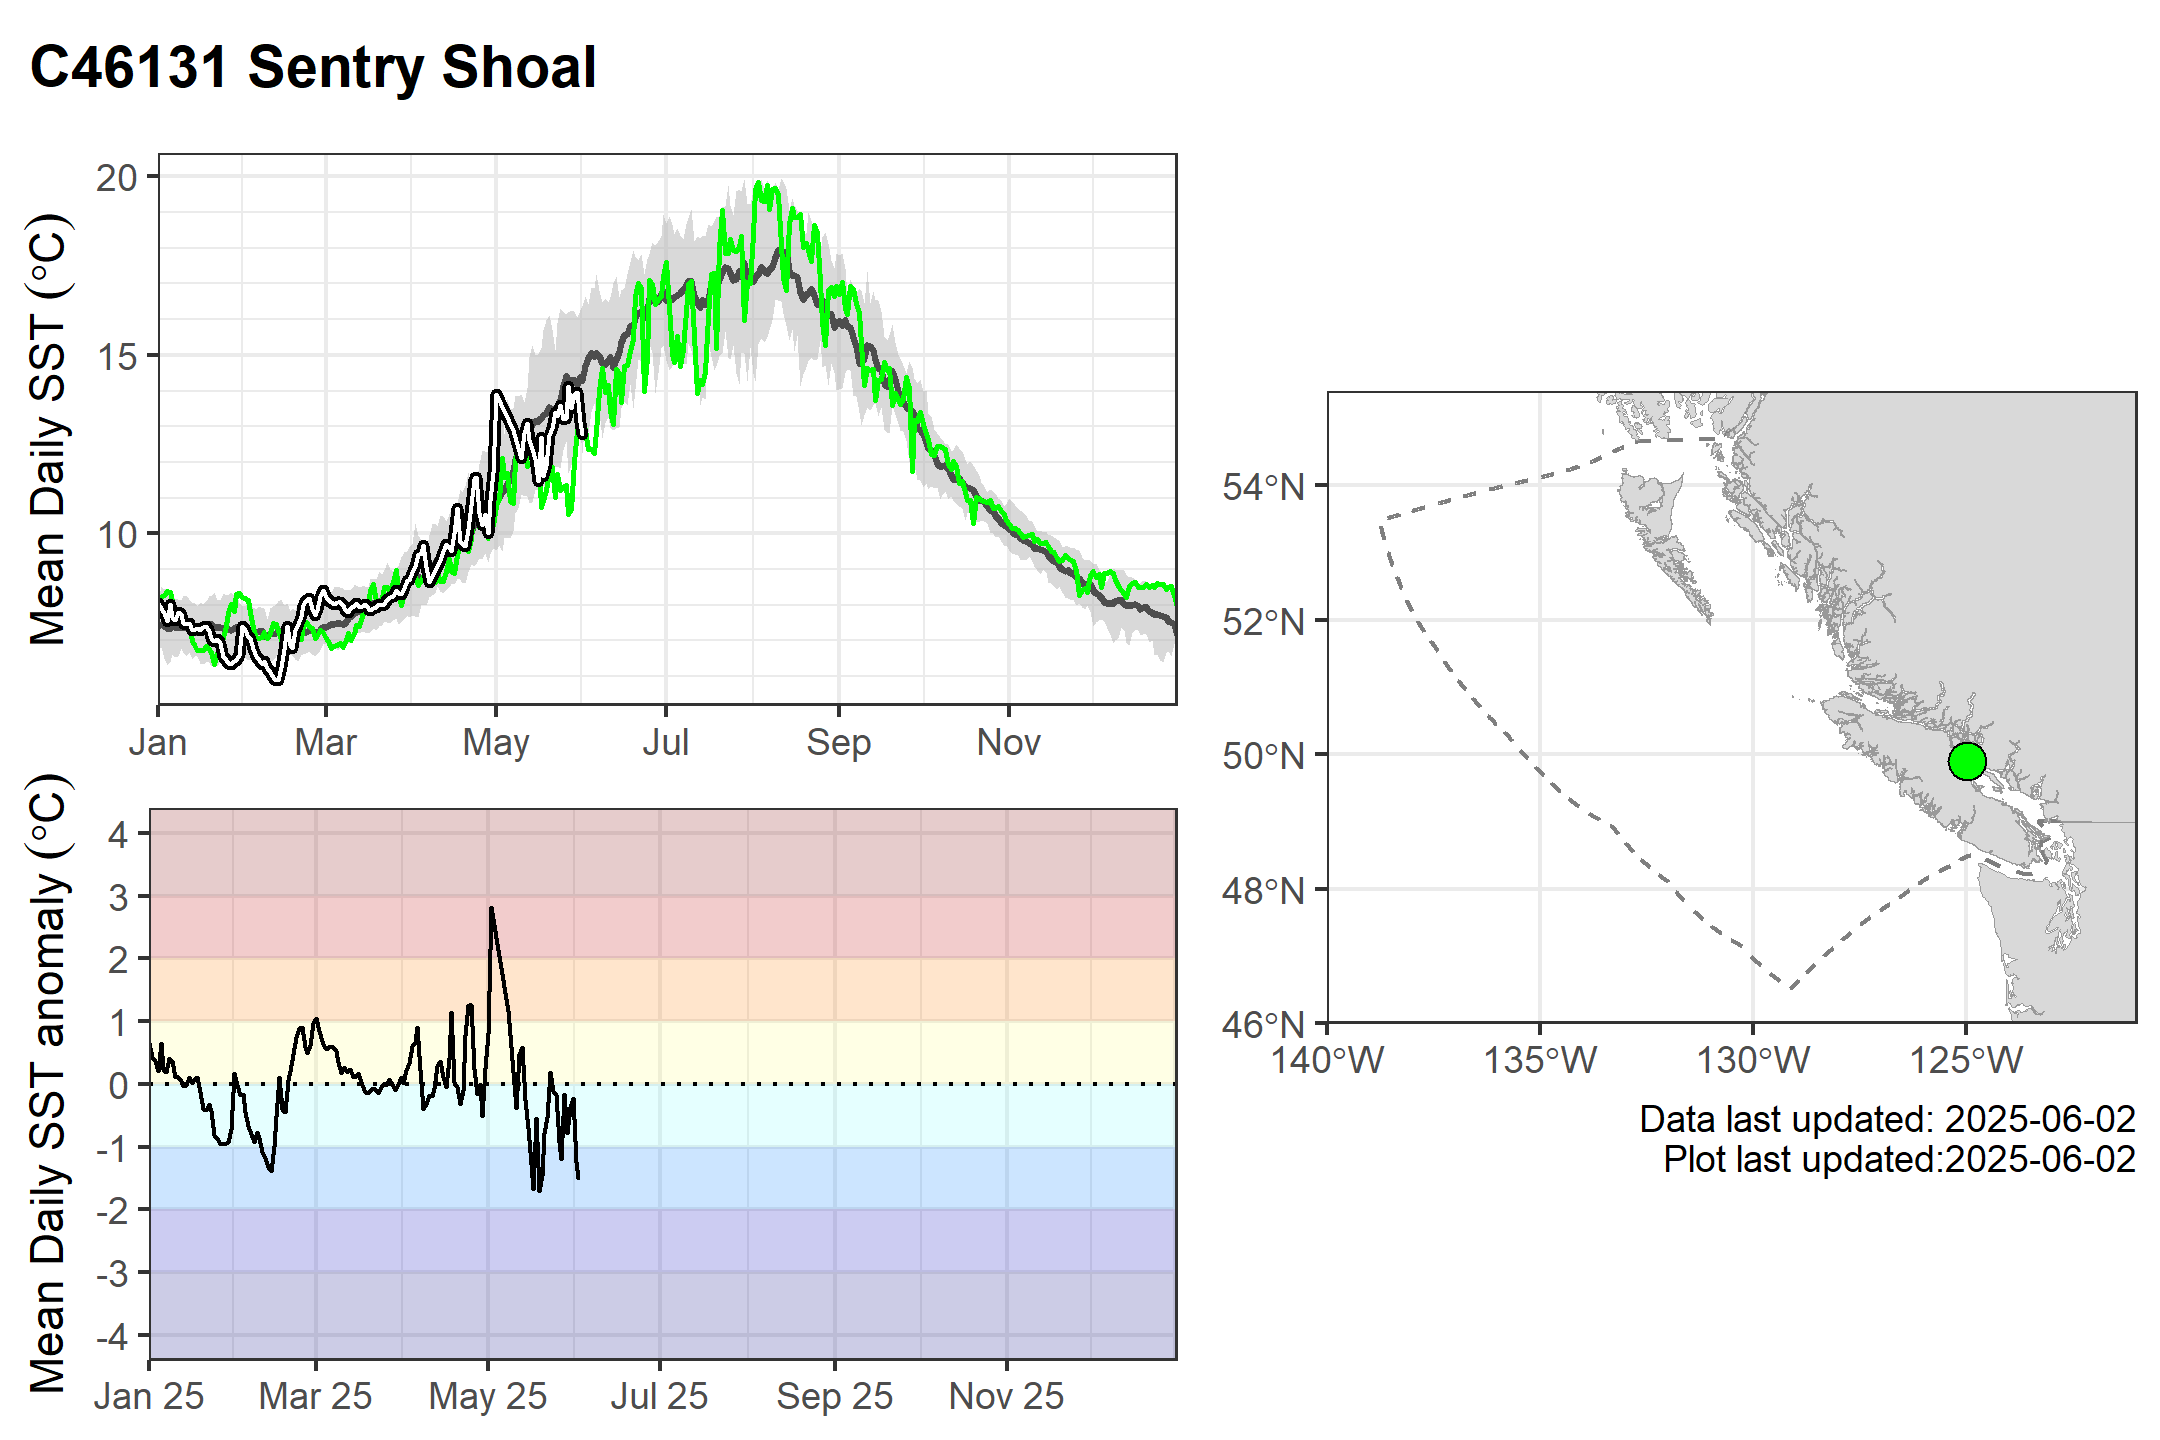 C46131 Sentry Shoal
Mean Daily SST (°C)
20
15
10
Jan Mar May Jul Sep Nov
Mean Daily SST anomaly (°C)
4
3
2
1
0
-1
-2
-3
-4
Jan 25 Mar 25 May 25 Jul 25 Sep 25 Nov 25
54°N
52°N
50°N
48°N
46°N
140°W 135°W 130°W 125°W
Data last updated: 2025-06-02
Plot last updated:2025-06-02